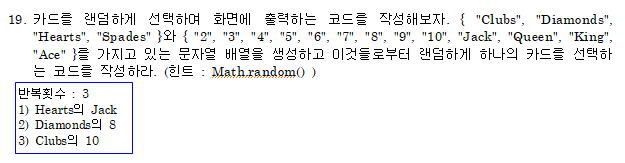 19. 카드를 랜덤하게 선택하며 화면에 출력하는 코드를 작성해보자. { "Clubs", "Diamonds",
"Hearts", "Spades" }와 { "2", "3", "4", "5", "6", "7", "8", "9", "10", "Jack", "Queen", "King",
"Ace" }를 가지고 있는 문자열 배열을 생성하고 이것들로부터 랜덤하게 하나의 카드를 선택하
는 코드를 작성하라. (힌트 : Math.random() )
반복횟수 : 3
1) Hearts의 Jack
2) Diamonds의 8
3) Clubs의 10